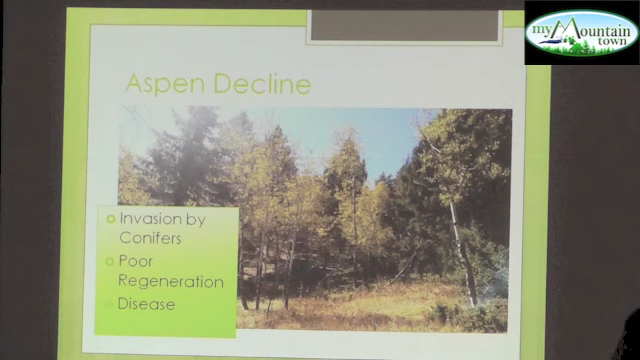 my Mountain
town
Aspen Decline
Invasion by
Conifers
Poor
Regeneration
Disease